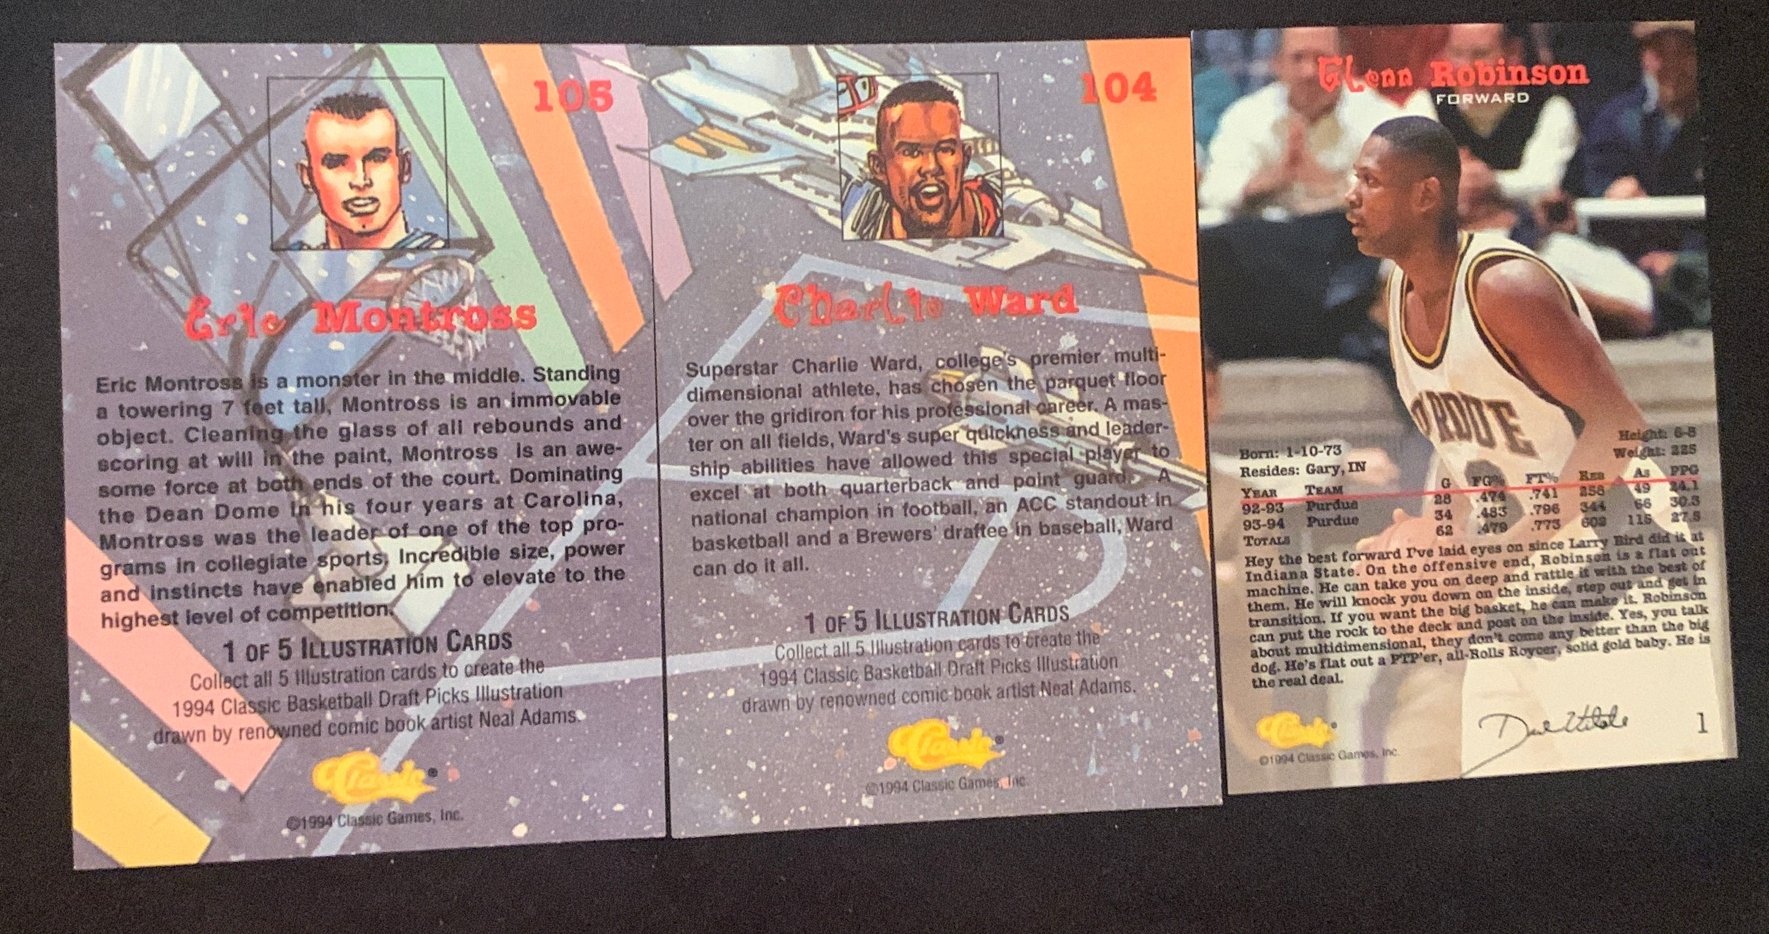 105
Eric Montross
Eric Montross is a monster in the middle. Standing
a towering 7 feet tall, Montross is an immovable
object. Cleaning the glass of all rebounds and
scoring at will in the paint, Montross is an awe-
some force at both ends of the court. Dominating
the Dean Dome in his four years at Carolina,
Montross was the leader of one of the top pro-
grams in collegiate sports. Incredible size, power
and instincts have enabled him to elevate to the
highest level of competition.
1 OF 5 ILLUSTRATION CARDS
Collect all 5 Illustration cards to create the
1994 Classic Basketball Draft Picks Illustration
drawn by renowned comic book artist Neal Adams.
Classic®
©1994 Classic Games, Inc.
104
Charlie Ward
Superstar Charlie Ward, college's premier multi-
dimensional athlete, has chosen the parquet floor
over the gridiron for his professional career. A mas-
ter on all fields, Ward's super quickness and leader-
ship abilities have allowed this special player to
excel at both quarterback and point guard. A
national champion in football, an ACC standout in
basketball and a Brewers' draftee in baseball, Ward
can do it all.
1 OF 5 ILLUSTRATION CARDS
Collect all 5 Illustration cards to create the
1994 Classic Basketball Draft Picks Illustration
drawn by renowned comic book artist Neal Adams.
Classic®
©1994 Classic Games, Inc.
Glenn Robinson
FORWARD
PURDUE
Born: 1-10-73 Height: 6-8
Resides: Gary, IN Weight: 225
YEAR TEAM G FG% FT% REB AS PPG
92-93 Purdue 28 .474 .741 258 49 24.1
93-94 Purdue 34 .483 .796 344 66 30.3
TOTALS 62 .479 .773 602 115 27.5
Hey the best forward I've laid eyes on since Larry Bird did it at
Indiana State. On the offensive end, Robinson is a flat out
machine. He can take you on deep and rattle it with the best of
them. He will knock you down on the inside, step out and get in
transition. If you want the big basket, he can make it. Robinson
can put the rock to the deck and post on the inside. Yes, you talk
about multidimensional, they don't come any better than the big
dog. He's flat out a PTP'er, all-Rolls Roycer, solid gold baby. He is
the real deal.
Classic®
©1994 Classic Games, Inc.
1